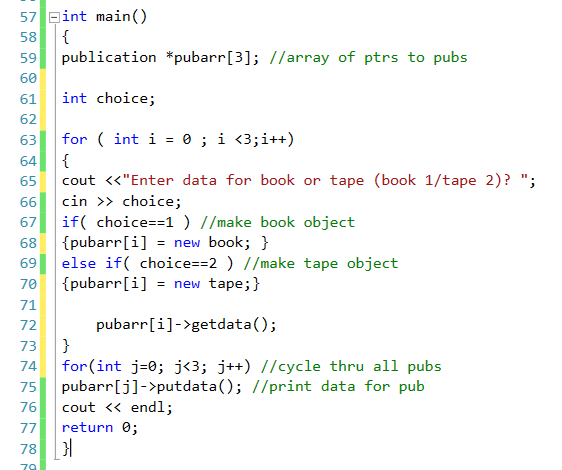 57 int main()
58 {
59 publication *pubarr[3]; //array of ptrs to pubs
60
61 int choice;
62
63 for ( int i = 0 ; i <3;i++)
64 {
65 cout <<"Enter data for book or tape (book 1/tape 2)? ";
66 cin >> choice;
67 if( choice==1 ) //make book object
68 {pubarr[i] = new book; }
69 else if( choice==2 ) //make tape object
70 {pubarr[i] = new tape;}
71
72     pubarr[i]->getdata();
73 }
74 for(int j=0; j<3; j++) //cycle thru all pubs
75 pubarr[j]->putdata(); //print data for pub
76 cout << endl;
77 return 0;
78 }